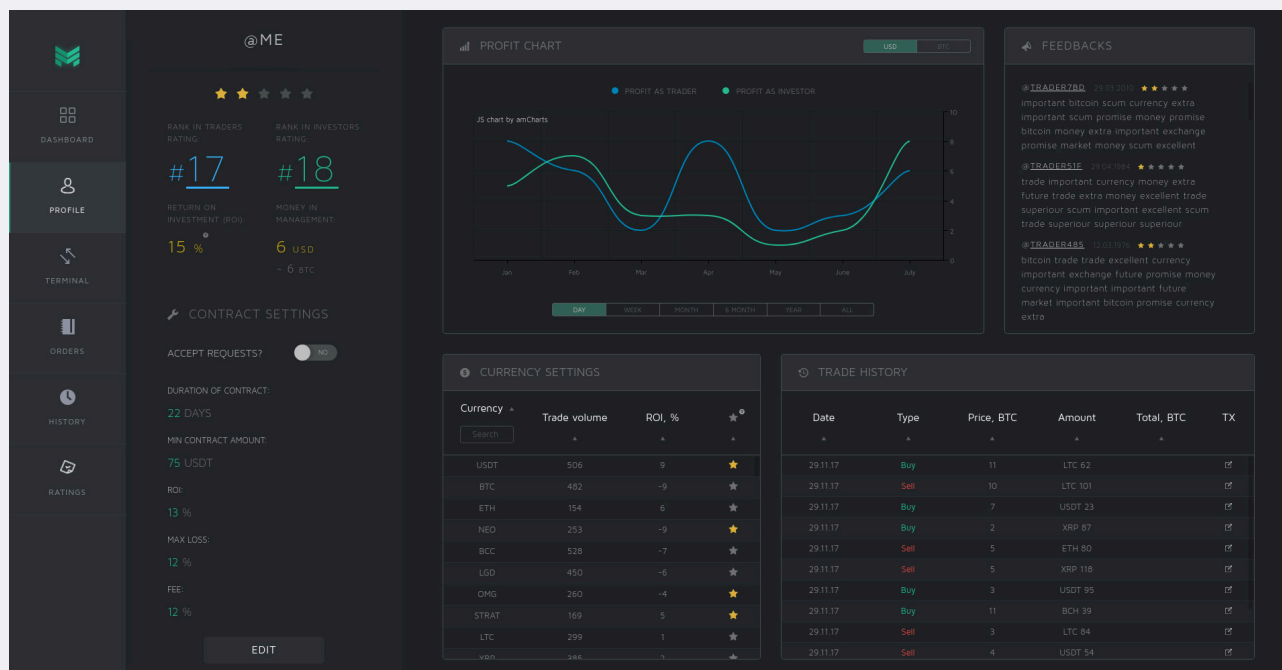 DASHBOARD
PROFILE
TERMINAL
ORDERS
HISTORY
RATINGS
@ME
RANK IN TRADERS
RATING:
#17
RANK IN INVESTORS
RATING:
#18
RETURN ON
INVESTMENT (ROI):
15 %
MONEY IN
MANAGEMENT:
6 USD
~ 6 BTC
CONTRACT SETTINGS
ACCEPT REQUESTS? NO
DURATION OF CONTRACT:
22 DAYS
MIN CONTRACT AMOUNT:
75 USDT
ROI:
13 %
MAX LOSS:
12 %
FEE:
12 %
EDIT
PROFIT CHART
USD BTC
PROFIT AS TRADER PROFIT AS INVESTOR
JS chart by amCharts
10
8
6
4
2
0
Jan Feb Mar Apr May June July
DAY WEEK MONTH 6 MONTH YEAR ALL
FEEDBACKS
@TRADER78D 29.03.2010
important bitcoin scum currency extra
important scum promise money promise
bitcoin money extra important exchange
promise market money scum excellent
@TRADER51F 29.04.1984
trade important currency money extra
future trade extra money excellent trade
superiour scum important excellent scum
trade superiour superiour superiour
@TRADER485 12.03.1976
bitcoin trade trade excellent currency
important exchange future promise money
currency important important future
market important bitcoin promise currency
extra
CURRENCY SETTINGS
Currency Trade volume ROI, %
Search
USDT 506 9
BTC 482 -9
ETH 154 6
NEO 253 -9
BCC 528 -7
LGD 450 -6
OMG 260 -4
STRAT 169 5
LTC 299 1
XRP 385 2
TRADE HISTORY
Date Type Price, BTC Amount Total, BTC TX
29.11.17 Buy 11 LTC 62
29.11.17 Sell 10 LTC 101
29.11.17 Buy 7 USDT 23
29.11.17 Buy 2 XRP 87
29.11.17 Sell 5 ETH 80
29.11.17 Sell 5 XRP 118
29.11.17 Buy 3 USDT 95
29.11.17 Buy 11 BCH 39
29.11.17 Sell 3 LTC 84
29.11.17 Sell 4 USDT 54